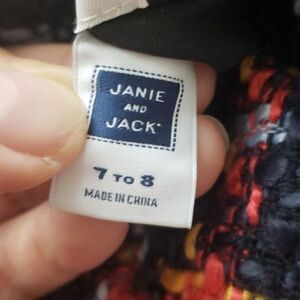 JANIE
AND
JACK
7 TO 8
MADE IN CHINA